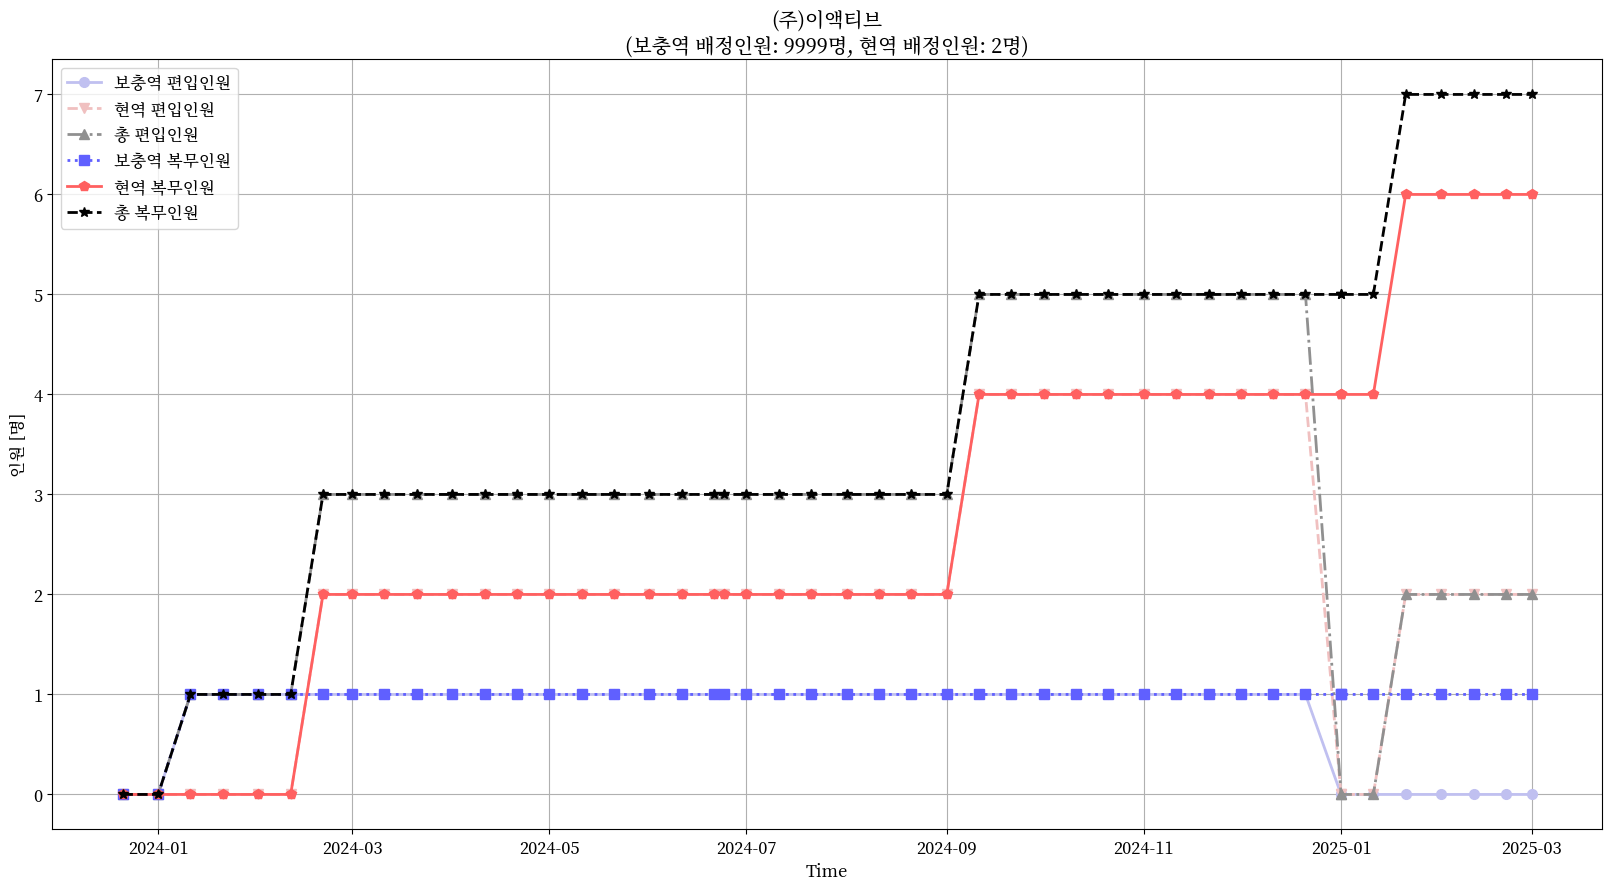 (주)이액티브
(보충역 배정인원: 9999명, 현역 배정인원: 2명)
보충역 편입인원
현역 편입인원
총 편입인원
보충역 복무인원
현역 복무인원
총 복무인원
인원 [명]
7
6
5
4
3
2
1
0
2024-01
2024-03
2024-05
2024-07
2024-09
2024-11
2025-01
2025-03
Time